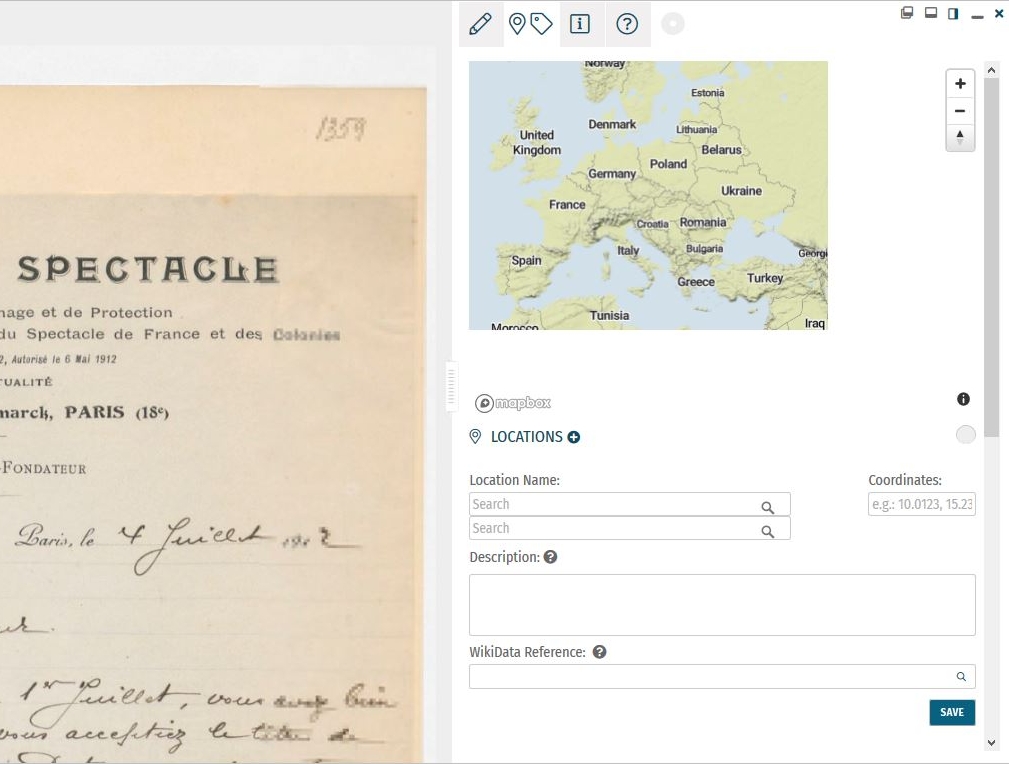 1359
SPECTACLE
nage et de Protection
du Spectacle de France et des Colonies
2, Autorisé le 6 Mai 1912
TUALITÉ
marck, PARIS (18e)
-FONDATEUR
Paris, le 4 Juillet 1912
1er Juillet, vous avez bien
vous acceptiez le titre de
Norway
Estonia
Denmark
Lithuania
United Kingdom
Belarus
Poland
Germany
Ukraine
France
Croatia
Romania
Italy
Bulgaria
Georgi
Spain
Greece
Turkey
Tunisia
Morocco
Iraq
mapbox
LOCATIONS
Location Name:
Coordinates:
Search
e.g.: 10.0123, 15.23
Search
Description:
WikiData Reference:
SAVE